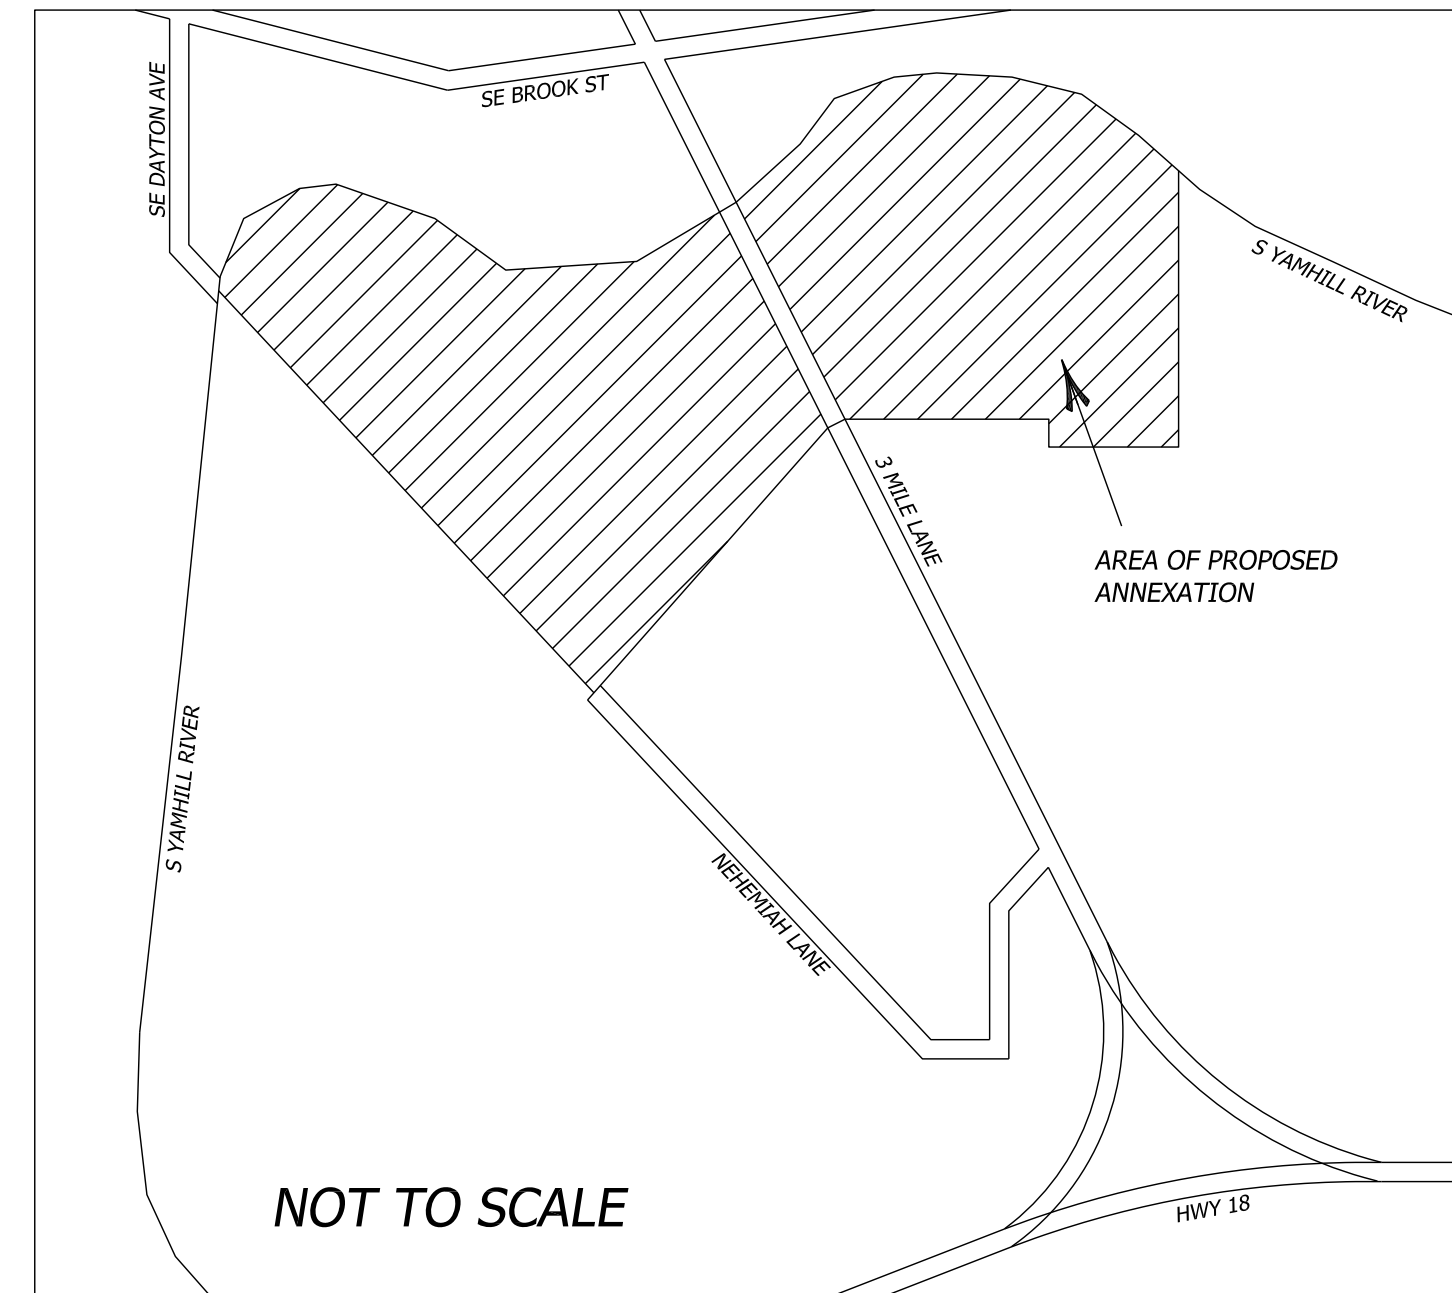 SE DAYTON AVE
SE BROOK ST
S YAMHILL RIVER
3 MILE LANE
AREA OF PROPOSED
ANNEXATION
S YAMHILL RIVER
NEHEMIAH LANE
NOT TO SCALE
HWY 18